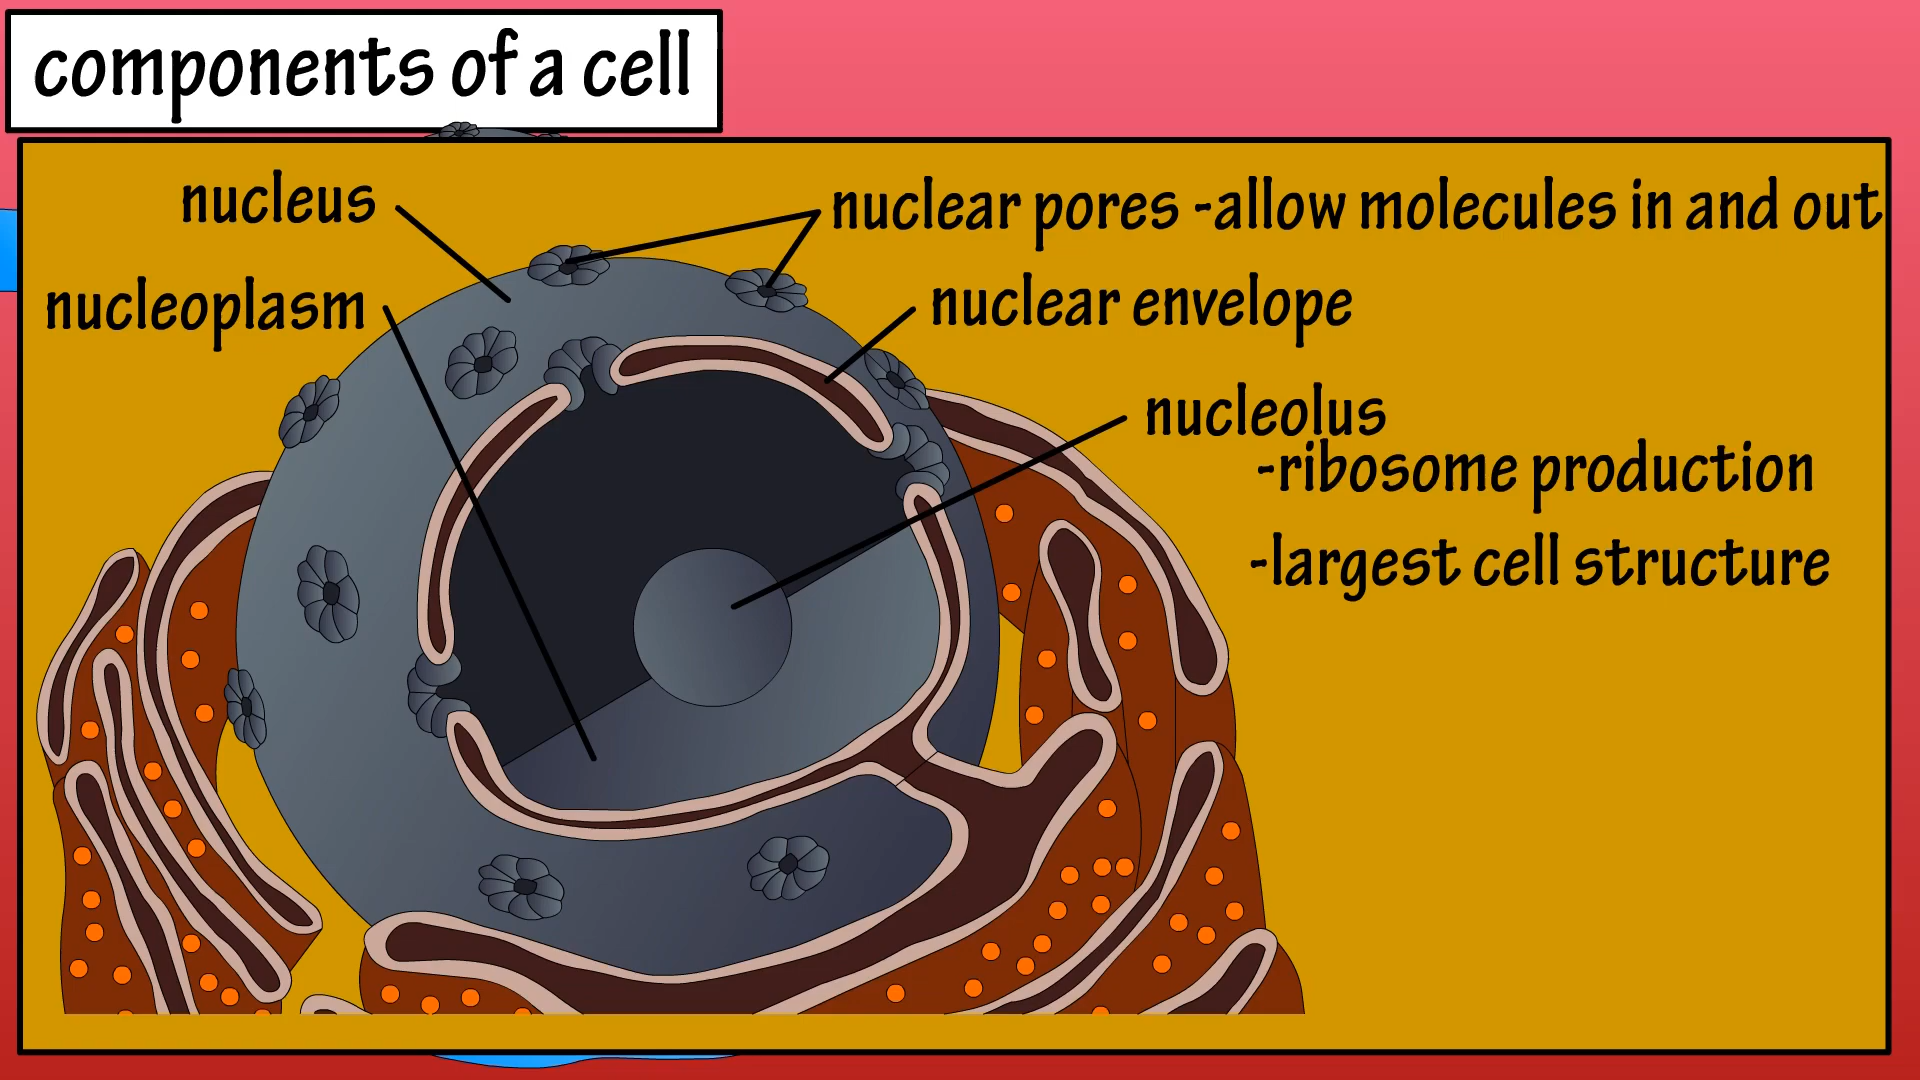 components of a cell
nucleus
nuclear pores -allow molecules in and out
nucleoplasm
nuclear envelope
nucleolus
-ribosome production
-largest cell structure